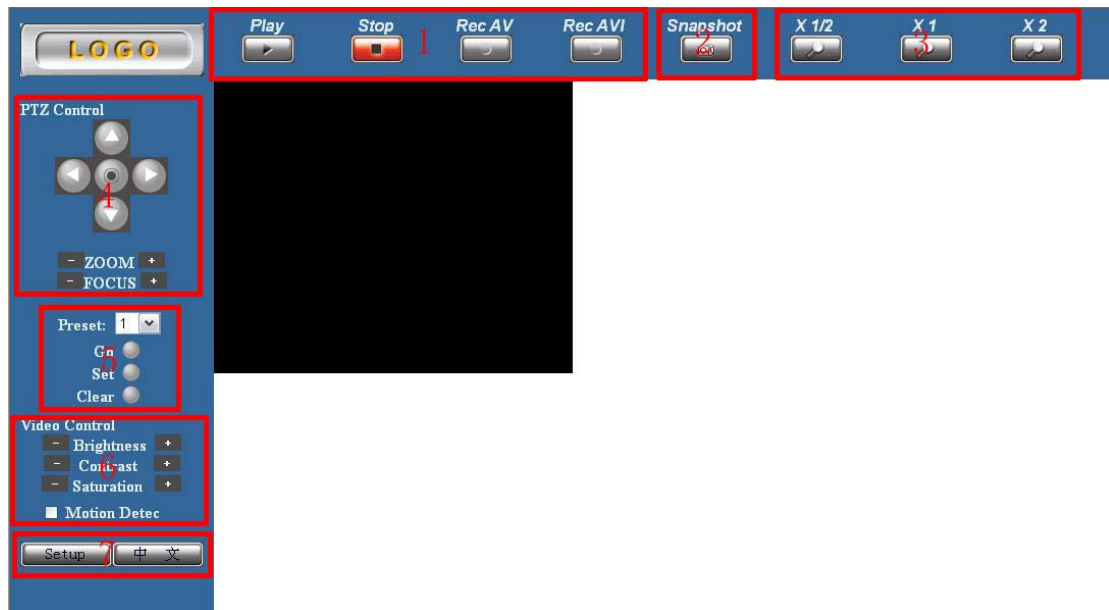 LOGO
Play Stop Rec AV Rec AVI Snapshot X 1/2 X 1 X 2
1 2 3
PTZ Control
4
- ZOOM +
- FOCUS +
Preset: 1
Go
5
Set
Clear
Video Control
- Brightness +
- Contrast +
6
- Saturation +
Motion Detec
Setup 7 中 文